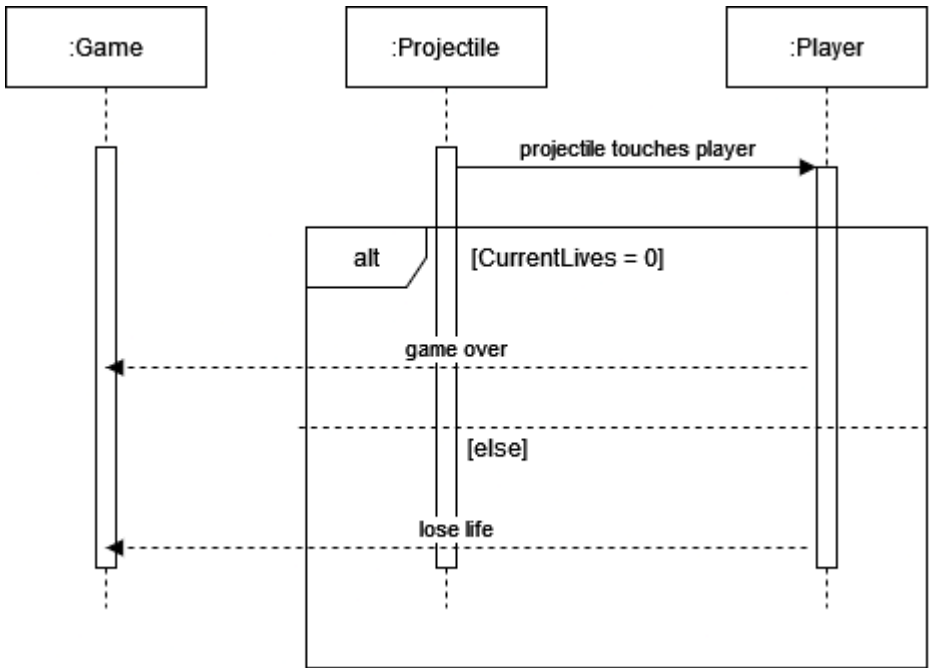 :Game
:Projectile
:Player
projectile touches player
alt
[CurrentLives = 0]
game over
[else]
lose life